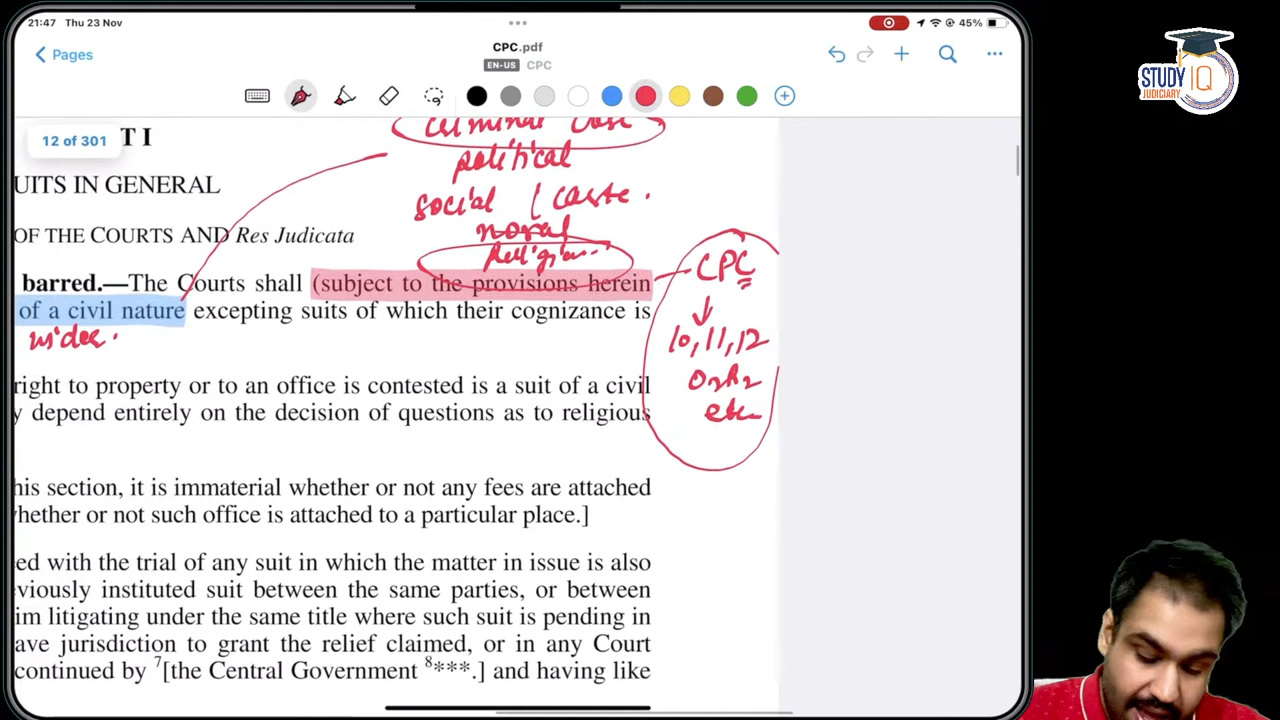 21:47 Thu 23 Nov
45%
Pages
CPC.pdf
EN-US CPC
STUDY IQ
JUDICIARY
12 of 301
T I
criminal case
political
social / caste.
moral
Religious
UITS IN GENERAL
OF THE COURTS AND Res Judicata
barred.—The Courts shall (subject to the provisions herein
of a civil nature excepting suits of which their cognizance is
wider.
CPC
10, 11, 12
O2R2
etc
right to property or to an office is contested is a suit of a civil
y depend entirely on the decision of questions as to religious
his section, it is immaterial whether or not any fees are attached
hether or not such office is attached to a particular place.]
ed with the trial of any suit in which the matter in issue is also
viously instituted suit between the same parties, or between
im litigating under the same title where such suit is pending in
ave jurisdiction to grant the relief claimed, or in any Court
continued by 7[the Central Government 8***.] and having like